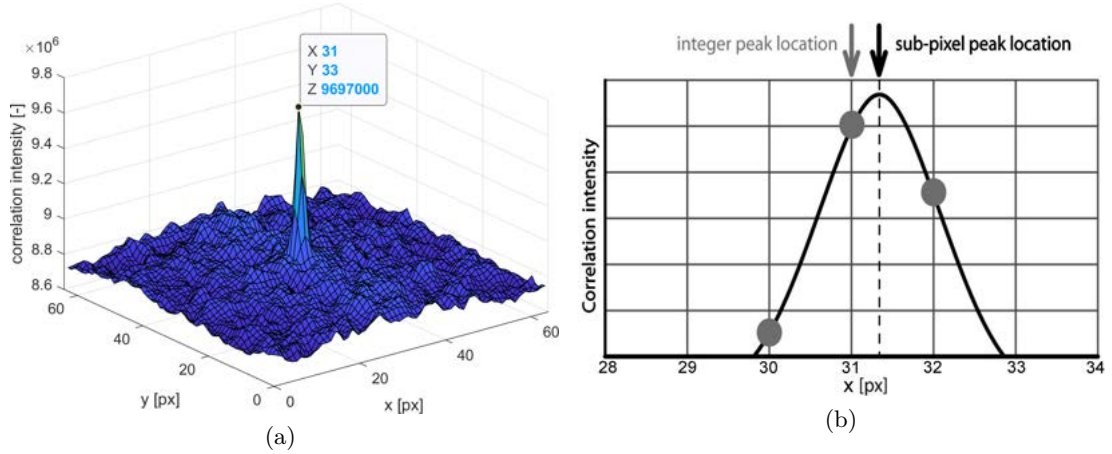 ×10⁶
9.8
9.6
9.4
9.2
9
8.8
8.6
correlation intensity [-]
X 31
Y 33
Z 9697000
60
40
20
0
y [px]
0
20
40
60
x [px]
(a)
integer peak location
sub-pixel peak location
Correlation intensity
28
29
30
31
32
33
34
x [px]
(b)